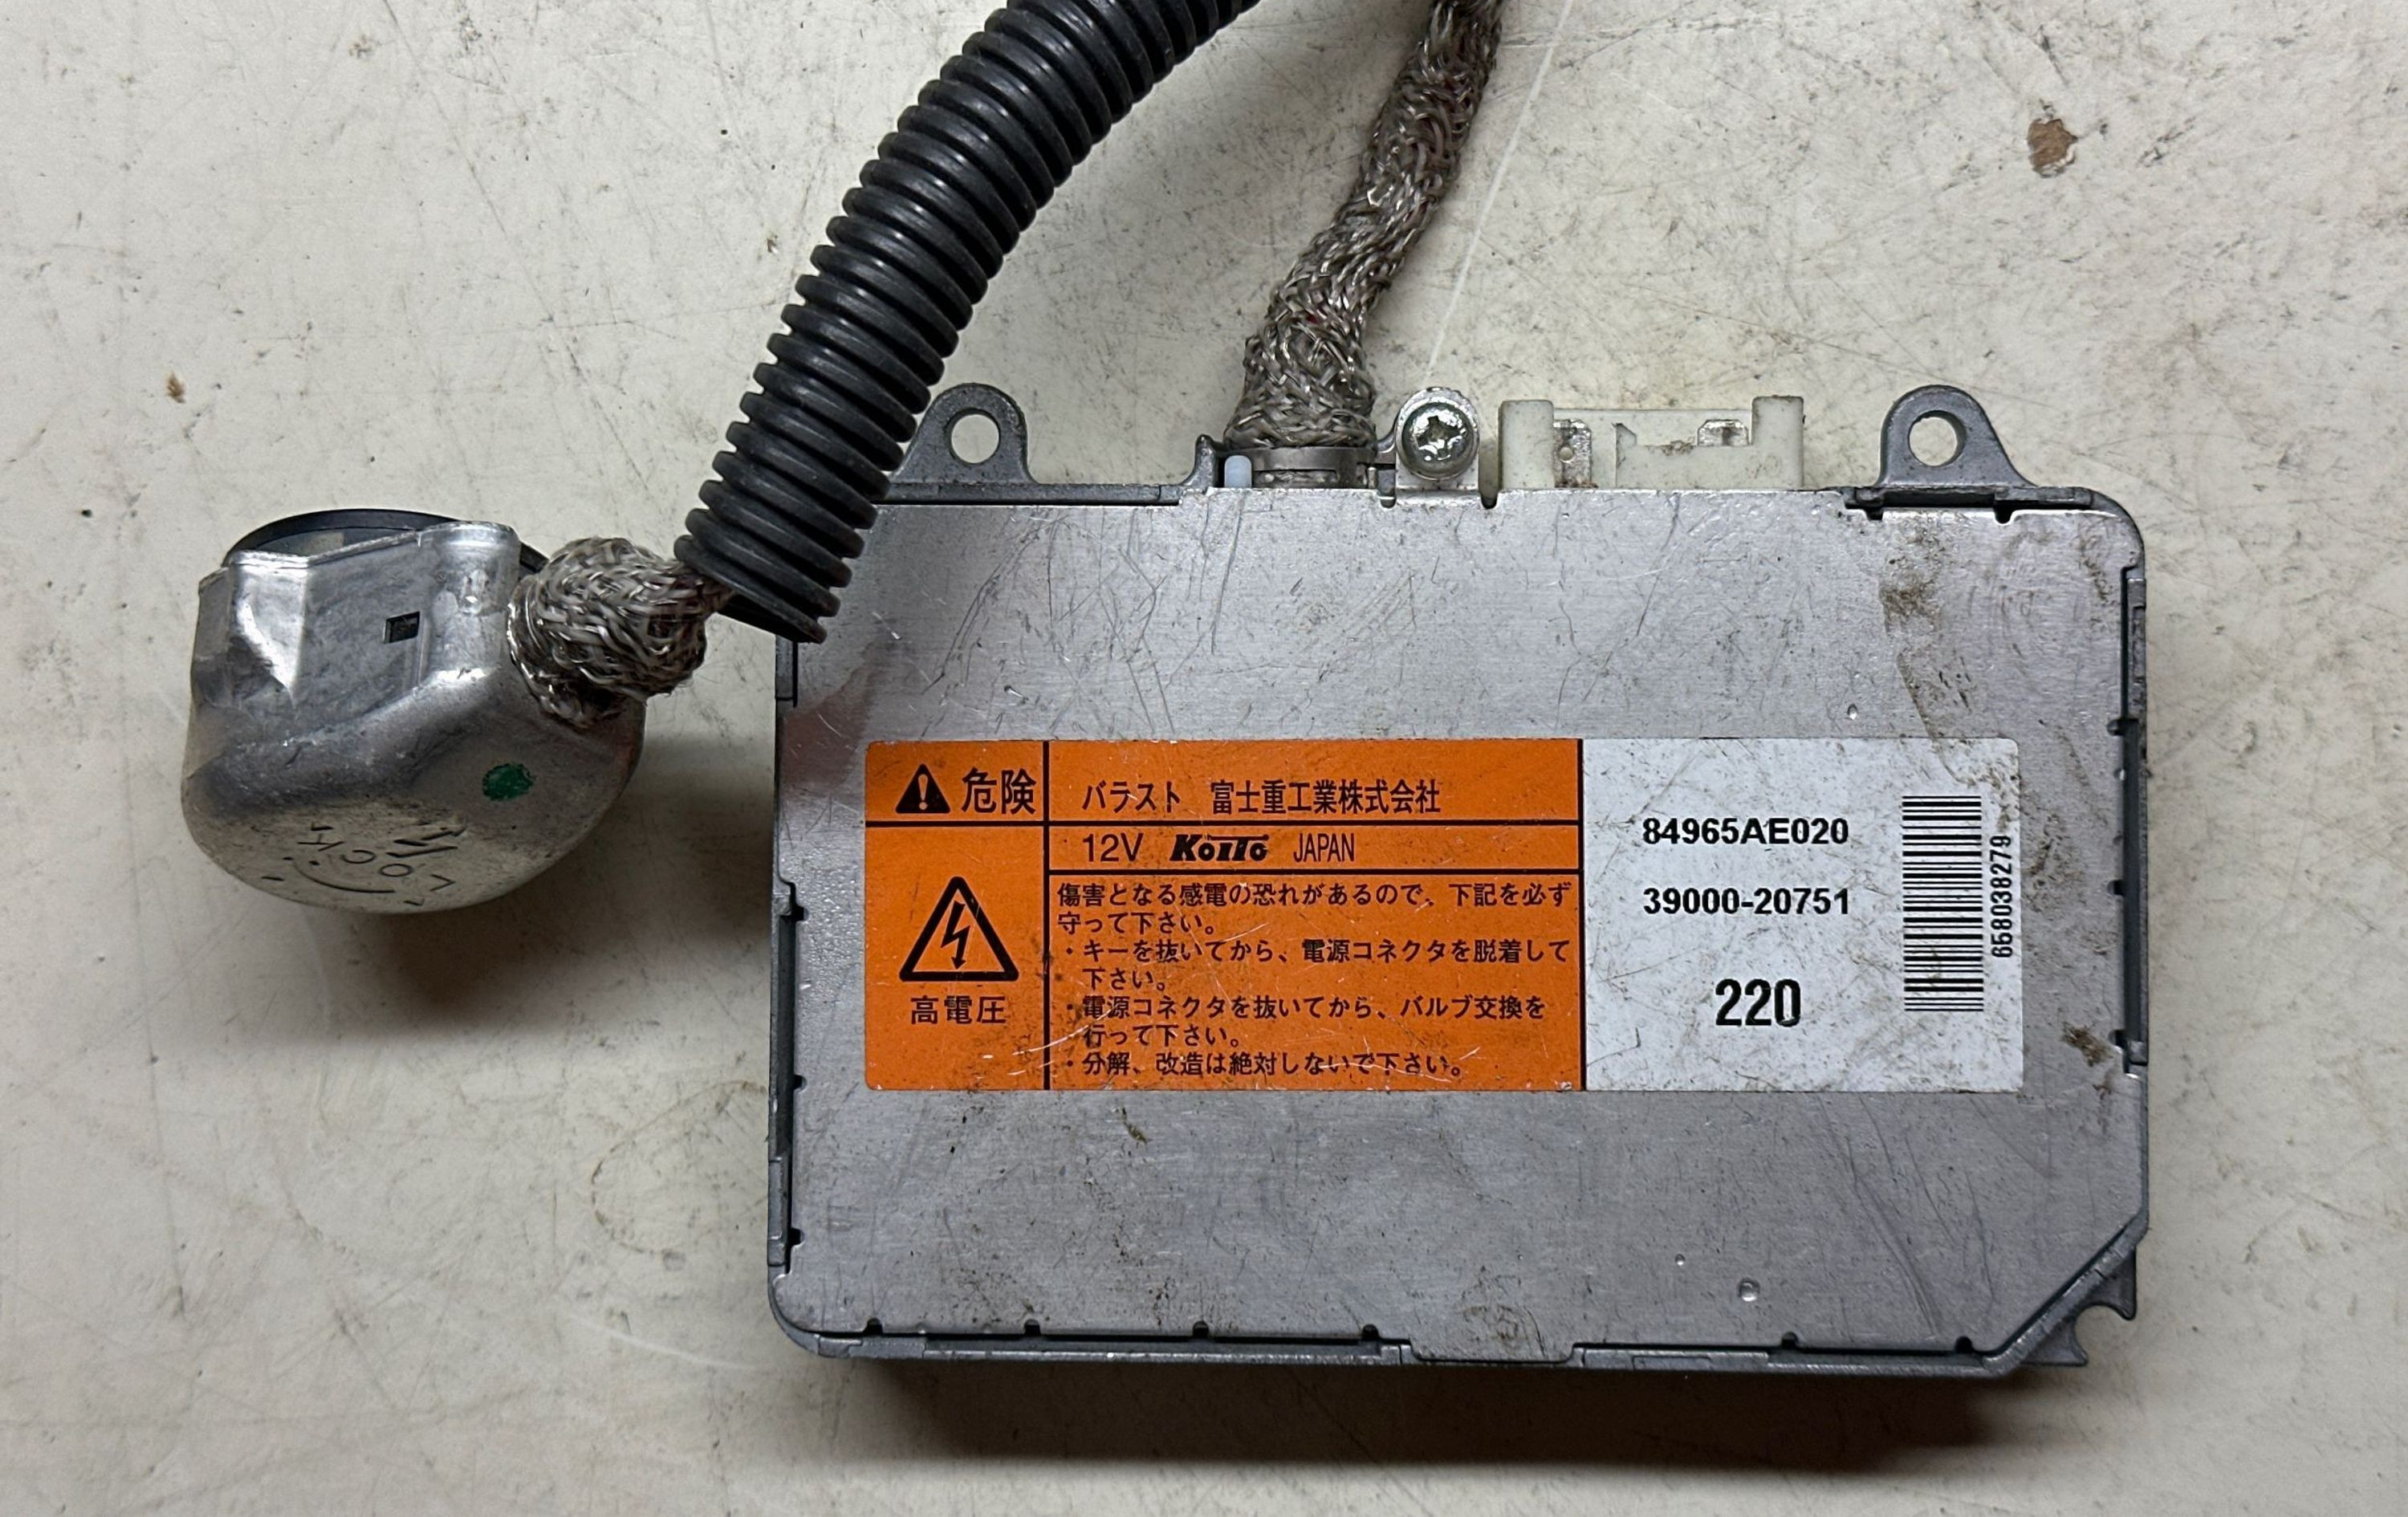 危険
バラスト 富士重工業株式会社
12V KOITO JAPAN
高電圧
傷害となる感電の恐れがあるので、下記を必ず
守って下さい。
・キーを抜いてから、電源コネクタを脱着して
下さい。
・電源コネクタを抜いてから、バルブ交換を
行って下さい。
・分解、改造は絶対しないで下さい。
84965AE020
39000-20751
220
658038279
LOCK